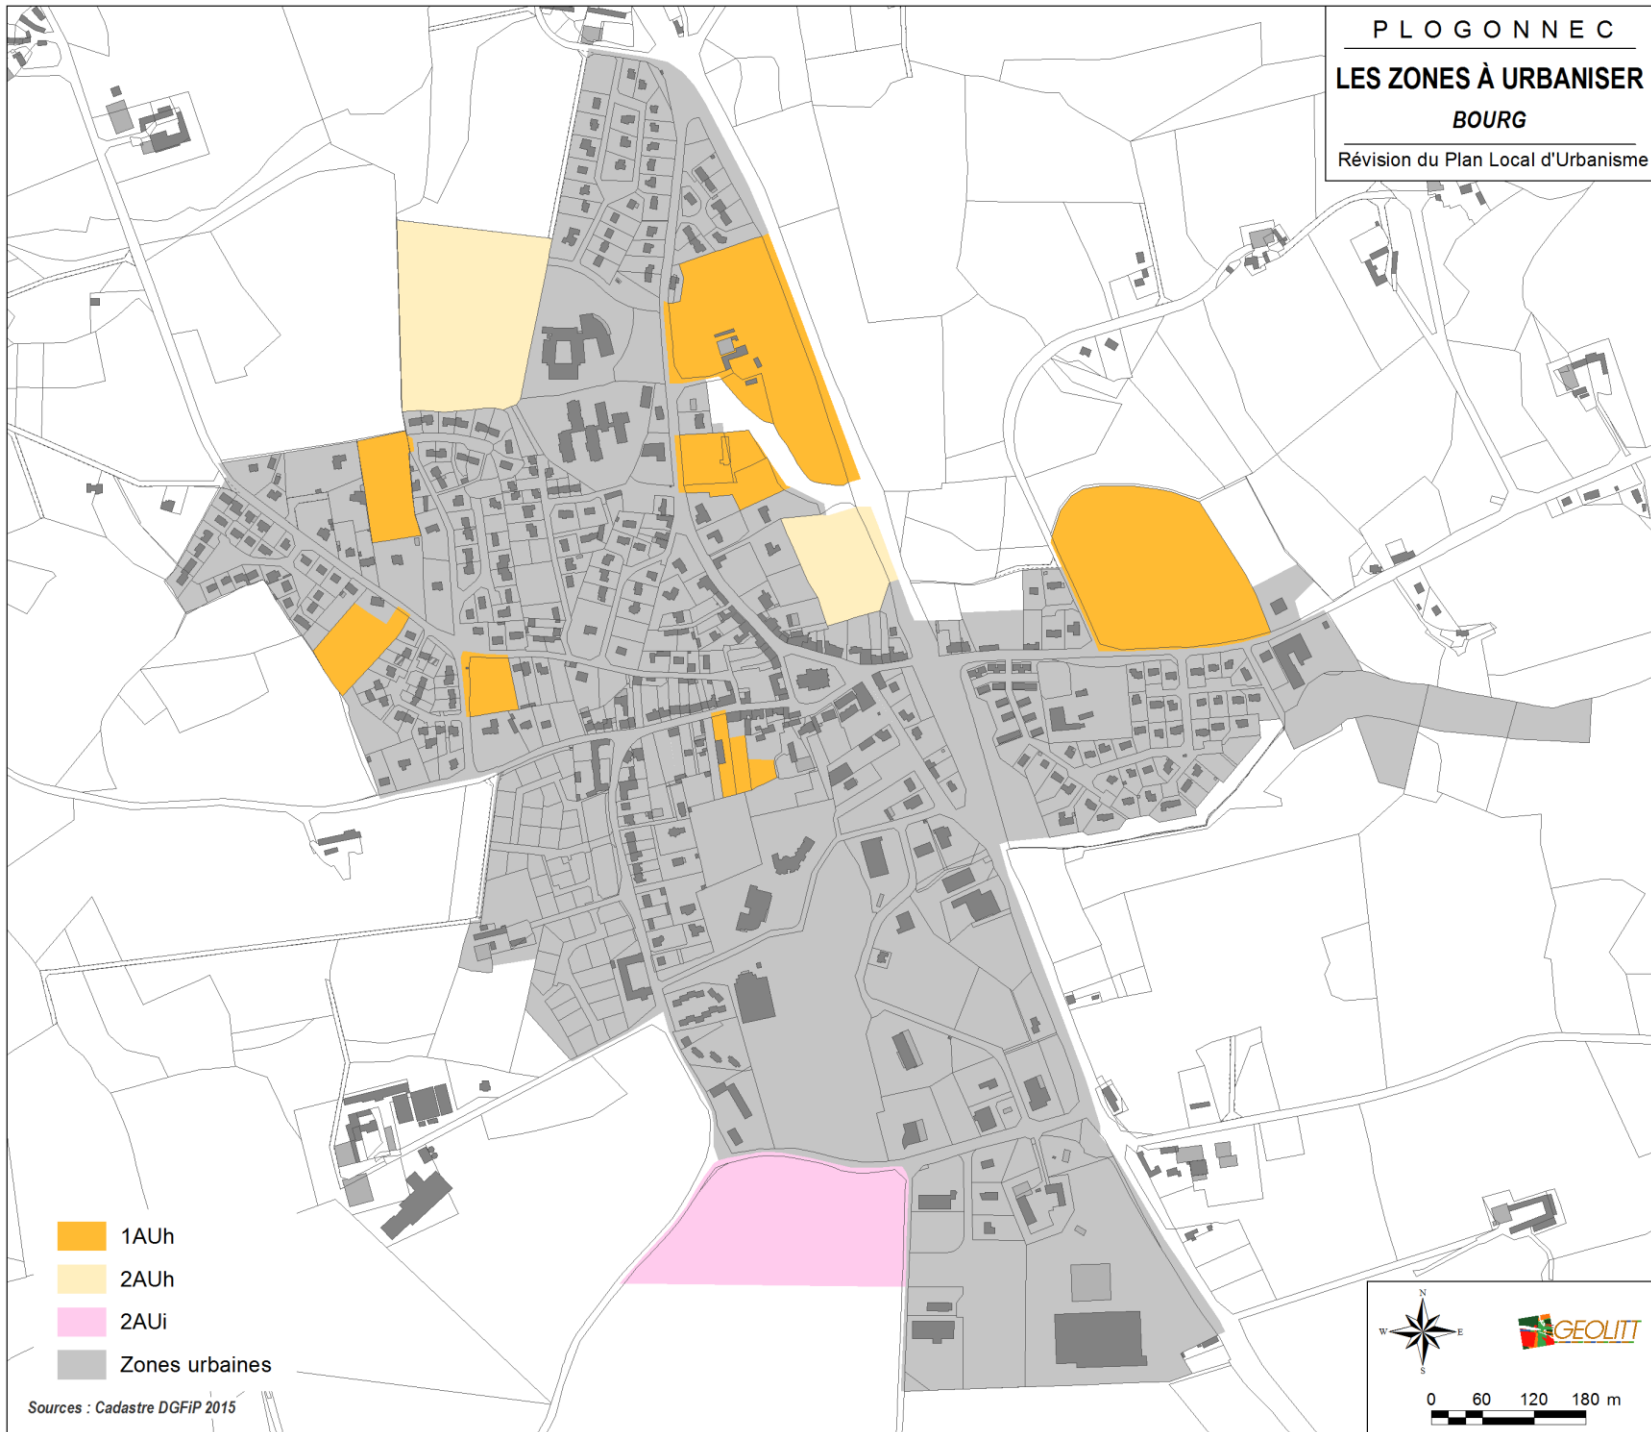 PLOGONNEC
LES ZONES À URBANISER
BOURG
Révision du Plan Local d'Urbanisme
1AUh
2AUh
2AUi
Zones urbaines
Sources : Cadastre DGFiP 2015
N
W E
S
GEOLITT
0 60 120 180 m